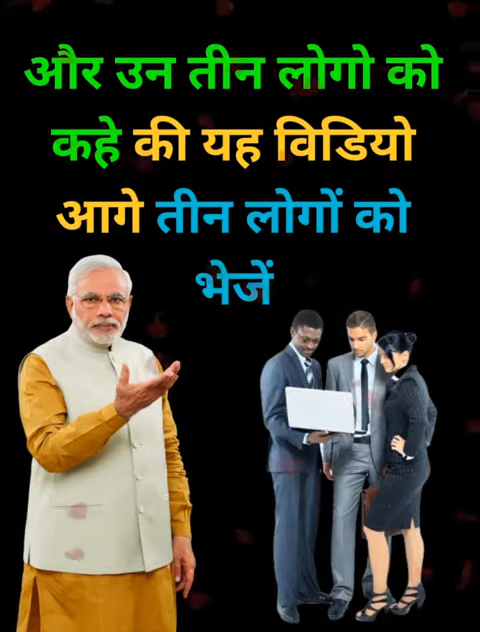 और उन तीन लोगो को
कहे की यह विडियो
आगे तीन लोगों को
भेजें